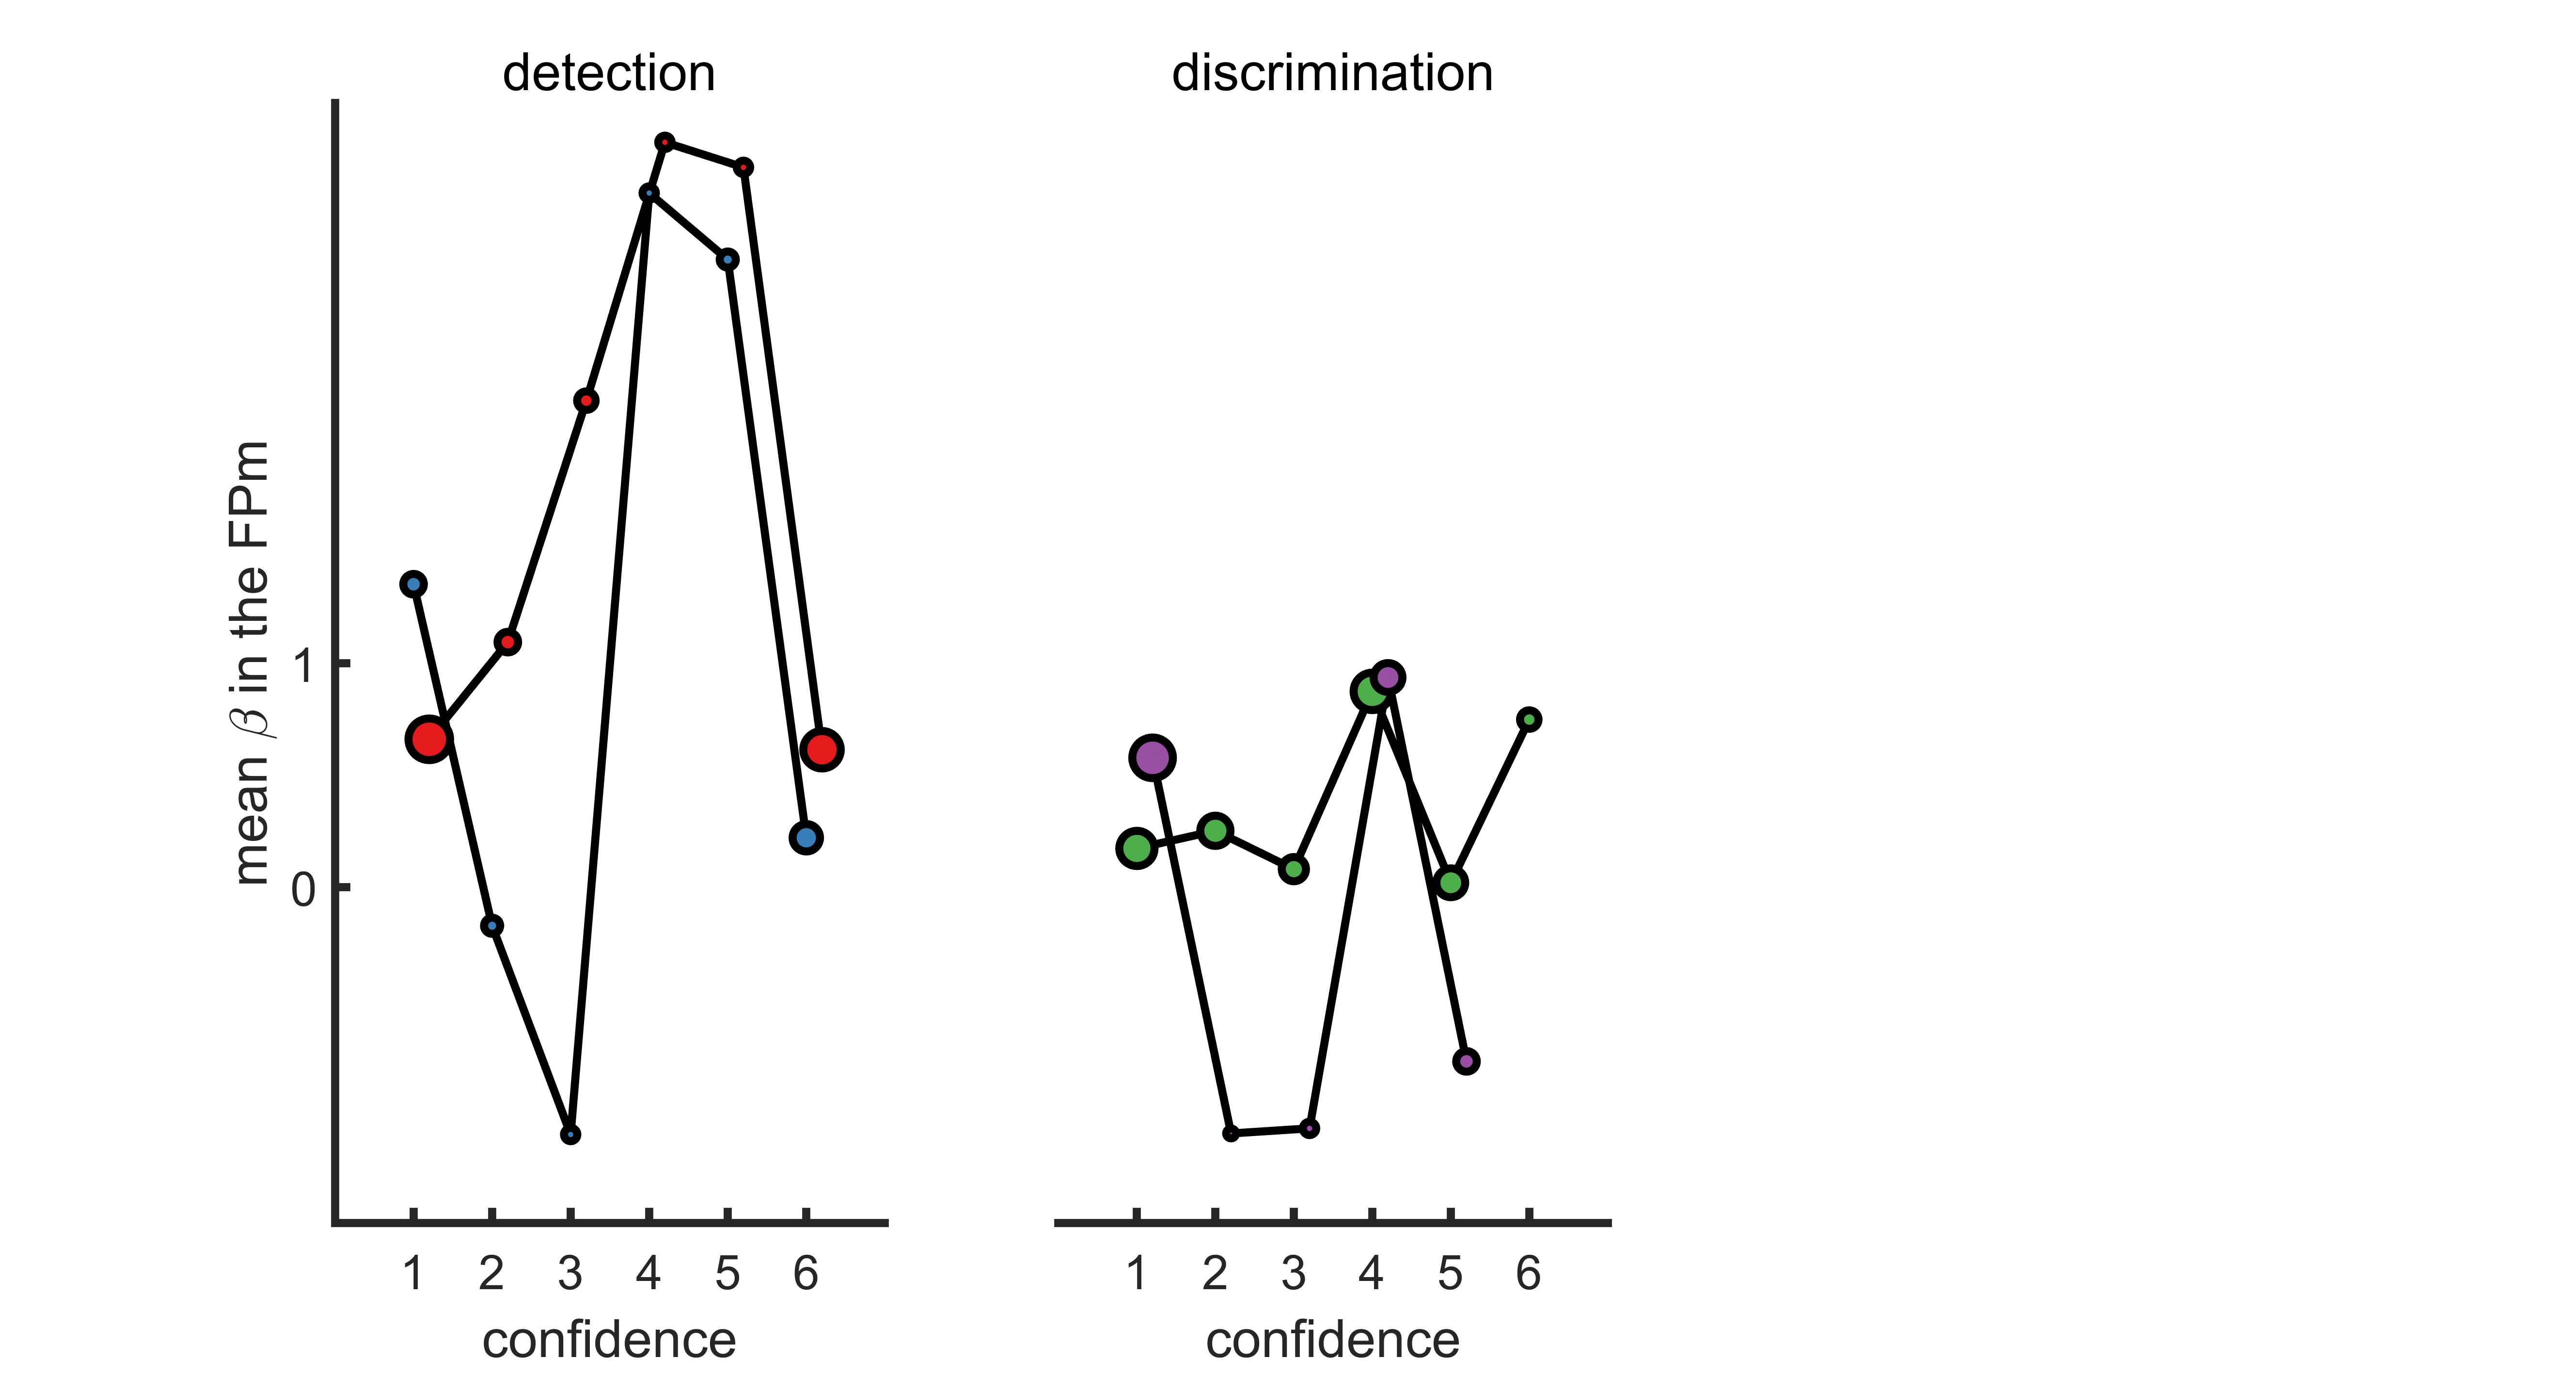 detection
discrimination
mean β in the FPm
1
0
1 2 3 4 5 6
1 2 3 4 5 6
confidence
confidence